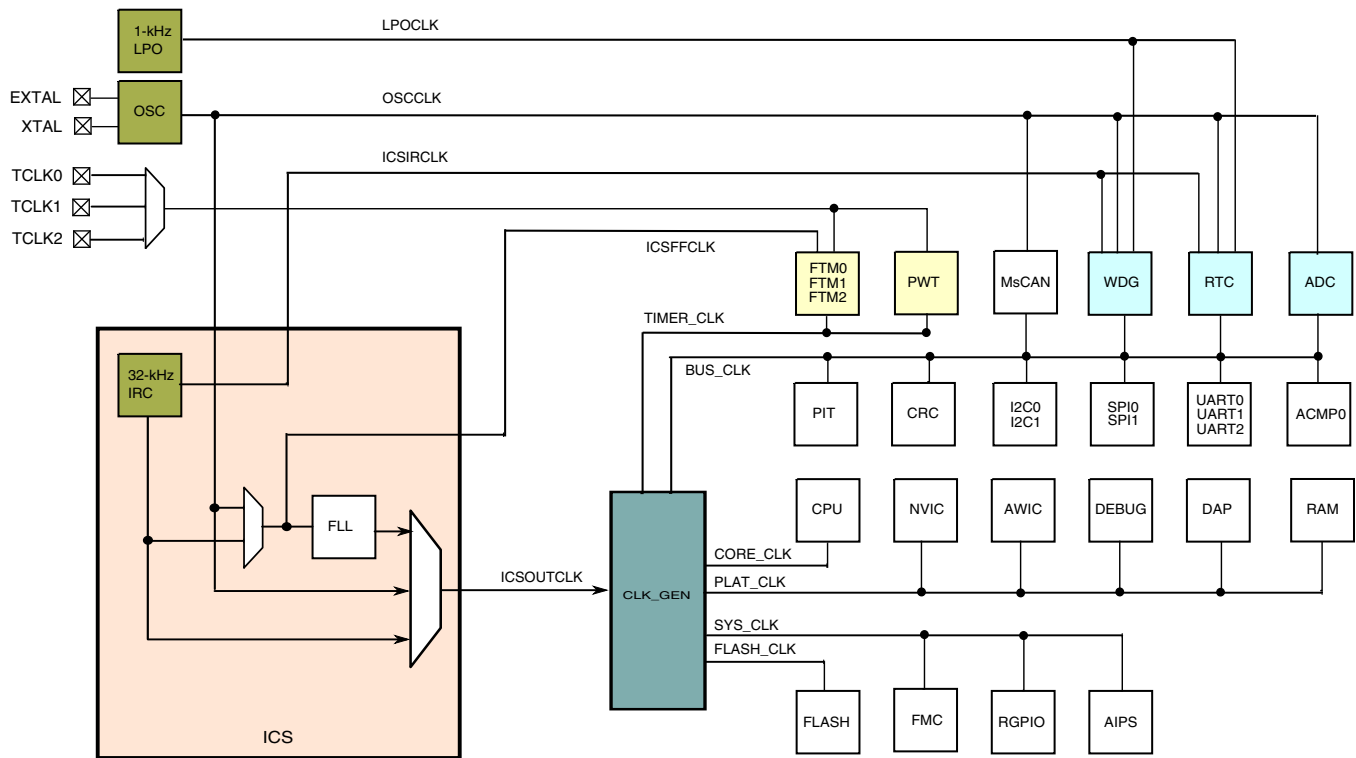 1-kHz
LPO
LPOCLK
EXTAL
XTAL
OSC
OSCCLK
ICSIRCLK
TCLK0
TCLK1
TCLK2
ICSFFCLK
FTM0
FTM1
FTM2
PWT
MsCAN
WDG
RTC
ADC
TIMER_CLK
BUS_CLK
32-kHz
IRC
PIT
CRC
I2C0
I2C1
SPI0
SPI1
UART0
UART1
UART2
ACMP0
CPU
NVIC
AWIC
DEBUG
DAP
RAM
FLL
CORE_CLK
ICSOUTCLK
PLAT_CLK
CLK_GEN
SYS_CLK
FLASH_CLK
FLASH
FMC
RGPIO
AIPS
ICS